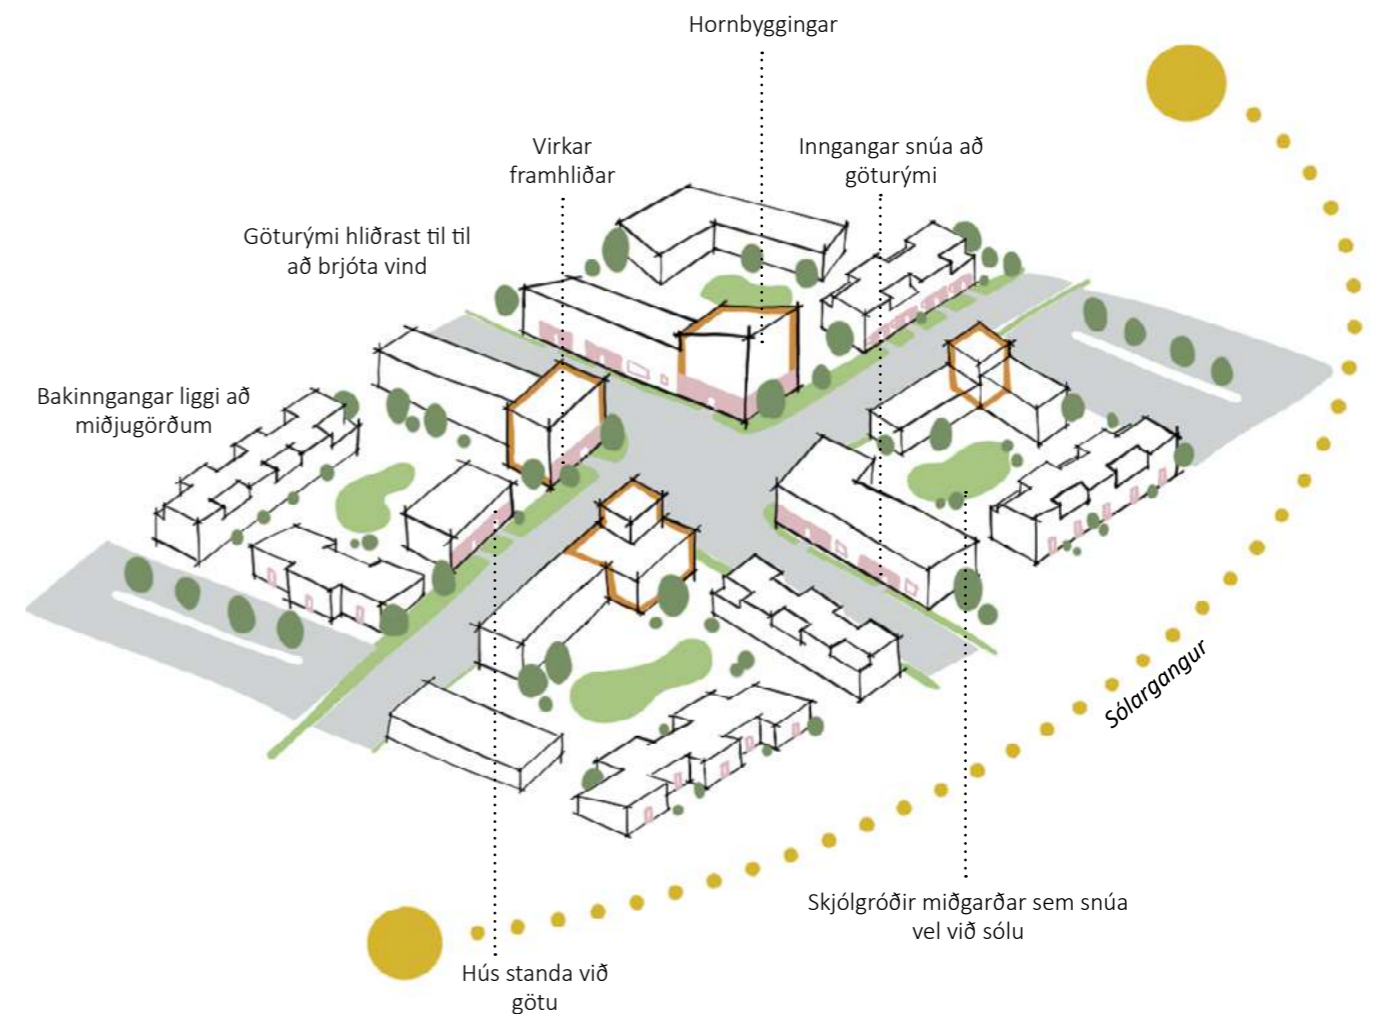 Hornbyggingar
Virkar
framhliðar
Inngangar snúa að
göturými
Göturými hliðrast til til
að brjóta vind
Bakinngangar liggi að
miðjugörðum
Sólargangur
Skjólgróðir miðgarðar sem snúa
vel við sólu
Hús standa við
götu